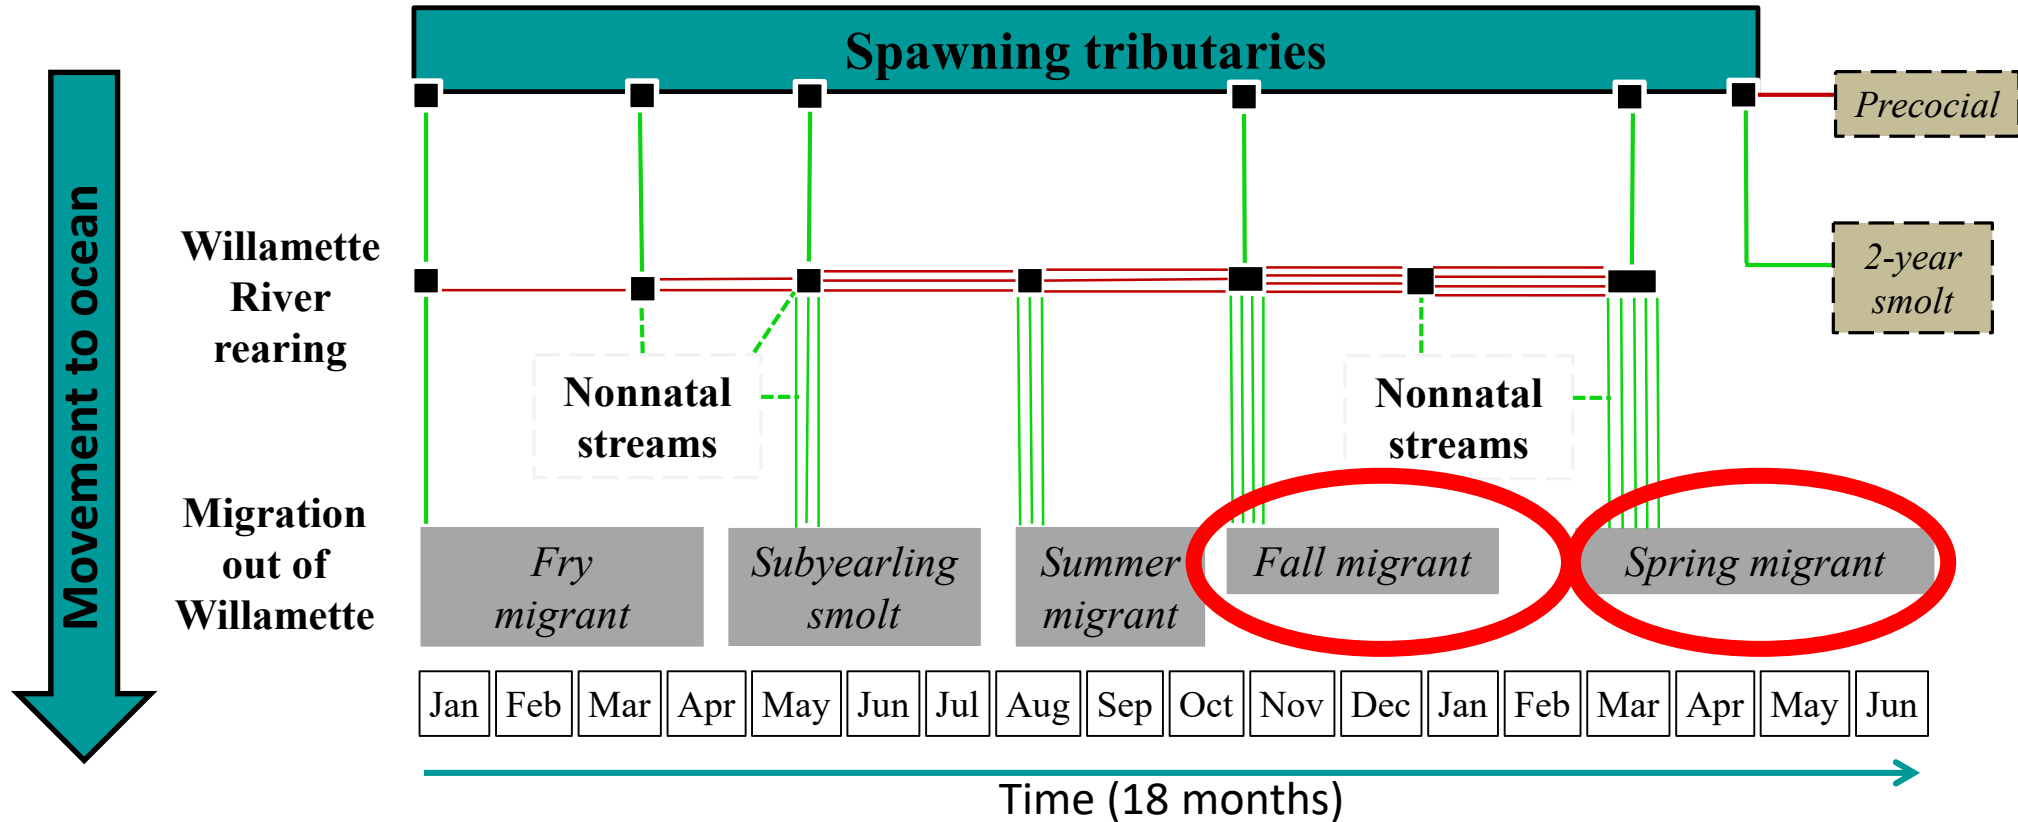 Spawning tributaries
Precocial
2-year
smolt
Movement to ocean
Willamette
River
rearing
Nonnatal
streams
Nonnatal
streams
Migration
out of
Willamette
Fry
migrant
Subyearling
smolt
Summer
migrant
Fall migrant
Spring migrant
Jan Feb Mar Apr May Jun Jul Aug Sep Oct Nov Dec Jan Feb Mar Apr May Jun
Time (18 months)